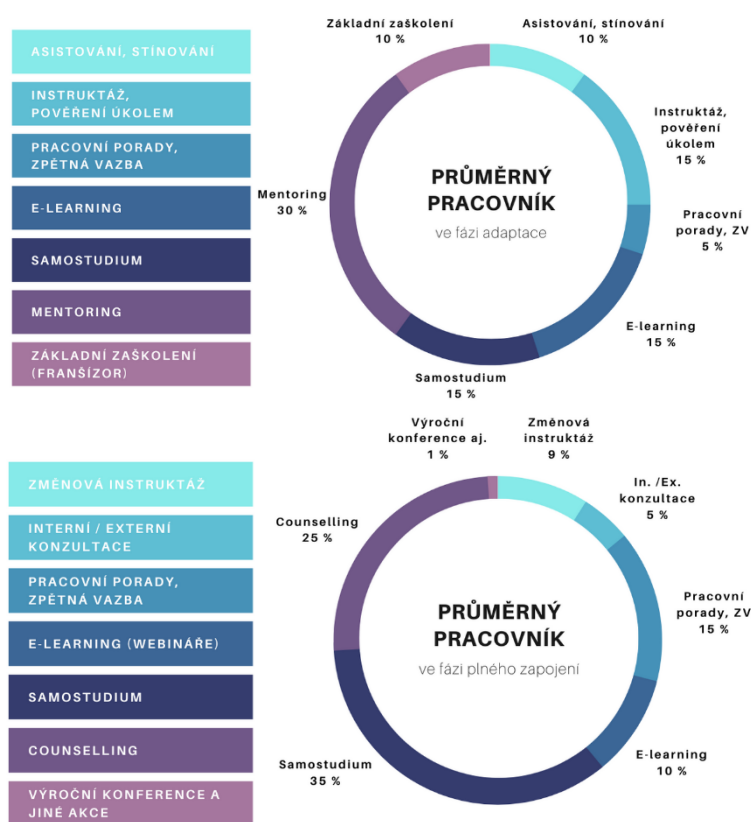 ASISTOVÁNÍ, STÍNOVÁNÍ
INSTRUKTÁŽ,
POVĚŘENÍ ÚKOLEM
PRACOVNÍ PORADY,
ZPĚTNÁ VAZBA
E-LEARNING
SAMOSTUDIUM
MENTORING
ZÁKLADNÍ ZAŠKOLENÍ
(FRANŠÍZOR)
Základní zaškolení
10 %
Asistování, stínování
10 %
Instruktáž,
pověření
úkolem
15 %
Pracovní
porady, ZV
5 %
E-learning
15 %
Samostudium
15 %
Mentoring
30 %
PRŮMĚRNÝ
PRACOVNÍK
ve fázi adaptace
ZMĚNOVÁ INSTRUKTÁŽ
INTERNÍ / EXTERNÍ
KONZULTACE
PRACOVNÍ PORADY,
ZPĚTNÁ VAZBA
E-LEARNING (WEBINÁŘE)
SAMOSTUDIUM
COUNSELLING
VÝROČNÍ KONFERENCE A
JINÉ AKCE
Výroční
konference aj.
1 %
Změnová
instruktáž
9 %
In. /Ex.
konzultace
5 %
Pracovní
porady, ZV
15 %
E-learning
10 %
Samostudium
35 %
Counselling
25 %
PRŮMĚRNÝ
PRACOVNÍK
ve fázi plného zapojení